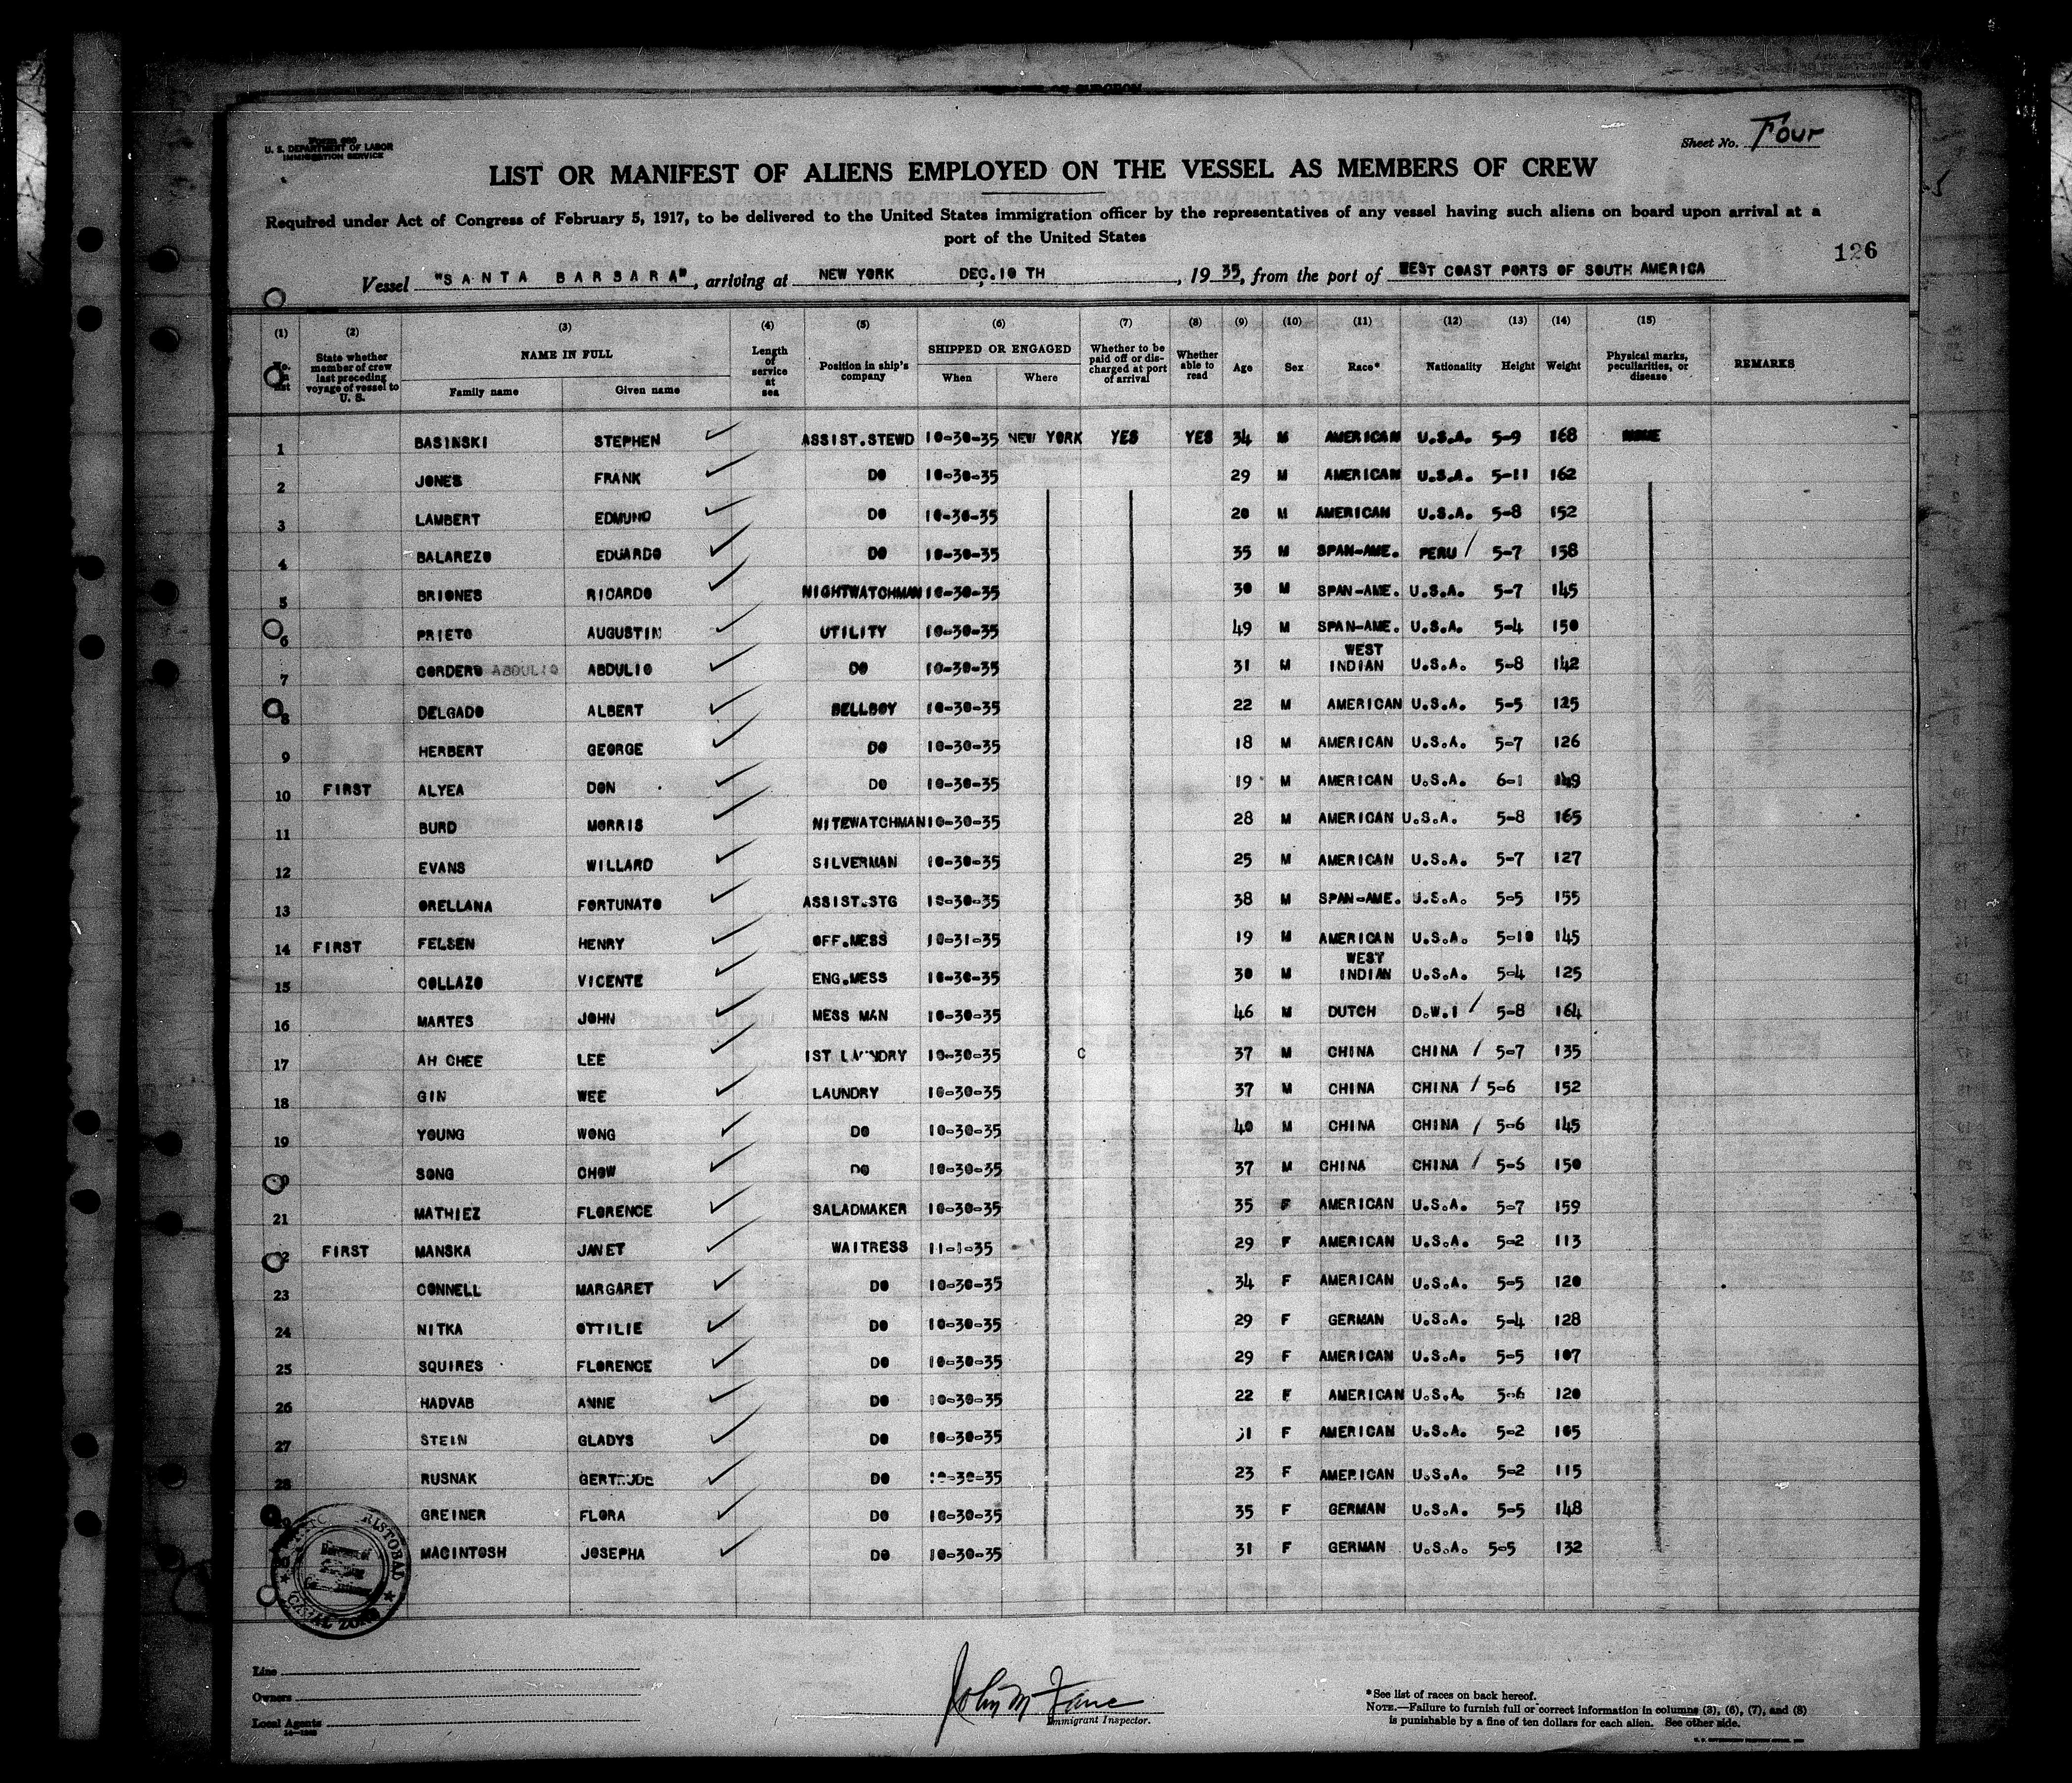 Form 680
U. S. DEPARTMENT OF LABOR
IMMIGRATION SERVICE
Sheet No. Four
LIST OR MANIFEST OF ALIENS EMPLOYED ON THE VESSEL AS MEMBERS OF CREW
Required under Act of Congress of February 5, 1917, to be delivered to the United States immigration officer by the representatives of any vessel having such aliens on board upon arrival at a
port of the United States
126
Vessel "SANTA BARBARA", arriving at NEW YORK DEC. 10 TH, 1935, from the port of WEST COAST PORTS OF SOUTH AMERICA
(1) (2) (3) (4) (5) (6) (7) (8) (9) (10) (11) (12) (13) (14) (15)
State whether member of crew last preceding voyage of vessel to U. S. NAME IN FULL Family name Given name Length of service at sea Position in ship's company SHIPPED OR ENGAGED When Where Whether to be paid off or discharged at port of arrival Whether able to read Age Sex Race* Nationality Height Weight Physical marks, peculiarities, or disease REMARKS
1 BASINSKI STEPHEN ASSIST.STEWD 10-30-35 NEW YORK YES YES 34 M AMERICAN U.S.A. 5-9 168 NONE
2 JONES FRANK DO 10-30-35 29 M AMERICAN U.S.A. 5-11 162
3 LAMBERT EDMUND DO 10-30-35 20 M AMERICAN U.S.A. 5-8 152
4 BALAREZO EDUARDO DO 10-30-35 35 M SPAN-AME. PERU / 5-7 158
5 BRIONES RICARDO NIGHTWATCHMAN 10-30-35 30 M SPAN-AME. U.S.A. 5-7 145
6 PRIETO AUGUSTIN UTILITY 10-30-35 49 M SPAN-AME. U.S.A. 5-4 150
7 CORDERO ABDULIO ABDULIO DO 10-30-35 31 M WEST INDIAN U.S.A. 5-8 142
8 DELGADO ALBERT BELLBOY 10-30-35 22 M AMERICAN U.S.A. 5-5 125
9 HERBERT GEORGE DO 10-30-35 18 M AMERICAN U.S.A. 5-7 126
10 FIRST ALYEA DON DO 10-30-35 19 M AMERICAN U.S.A. 6-1 149
11 BURD MORRIS NITEWATCHMAN 10-30-35 28 M AMERICAN U.S.A. 5-8 165
12 EVANS WILLARD SILVERMAN 10-30-35 25 M AMERICAN U.S.A. 5-7 127
13 ORELLANA FORTUNATO ASSIST.STG 10-30-35 38 M SPAN-AME. U.S.A. 5-5 155
14 FIRST FELSEN HENRY OFF.MESS 10-31-35 19 M AMERICAN U.S.A. 5-10 145
15 COLLAZO VICENTE ENG.MESS 10-30-35 30 M WEST INDIAN U.S.A. 5-4 125
16 MARTES JOHN MESS MAN 10-30-35 46 M DUTCH D.W.I / 5-8 164
17 AH CHEE LEE 1ST LAUNDRY 10-30-35 C 37 M CHINA CHINA / 5-7 135
18 GIN WEE LAUNDRY 10-30-35 37 M CHINA CHINA / 5-6 152
19 YOUNG WONG DO 10-30-35 40 M CHINA CHINA / 5-6 145
SONG CHOW DO 10-30-35 37 M CHINA CHINA / 5-6 150
21 MATHIEZ FLORENCE SALADMAKER 10-30-35 35 F AMERICAN U.S.A. 5-7 159
FIRST MANSKA JANET WAITRESS 11-1-35 29 F AMERICAN U.S.A. 5-2 113
23 CONNELL MARGARET DO 10-30-35 34 F AMERICAN U.S.A. 5-5 120
24 NITKA OTTILIE DO 10-30-35 29 F GERMAN U.S.A. 5-4 128
25 SQUIRES FLORENCE DO 10-30-35 29 F AMERICAN U.S.A. 5-5 107
26 HADVAB ANNE DO 10-30-35 22 F AMERICAN U.S.A. 5-6 120
27 STEIN GLADYS DO 10-30-35 F AMERICAN U.S.A. 5-2 105
28 RUSNAK GERTRUDE DO 10-30-35 23 F AMERICAN U.S.A. 5-2 115
GREINER FLORA DO 10-30-35 35 F GERMAN U.S.A. 5-5 148
MACINTOSH JOSEPHA DO 10-30-35 31 F GERMAN U.S.A. 5-5 132
CANAL ZONE
Line
Owners
Local Agents
Immigrant Inspector.
*See list of races on back hereof.
NOTE.—Failure to furnish full or correct information in columns (3), (6), (7), and (8)
is punishable by a fine of ten dollars for each alien. See other side.